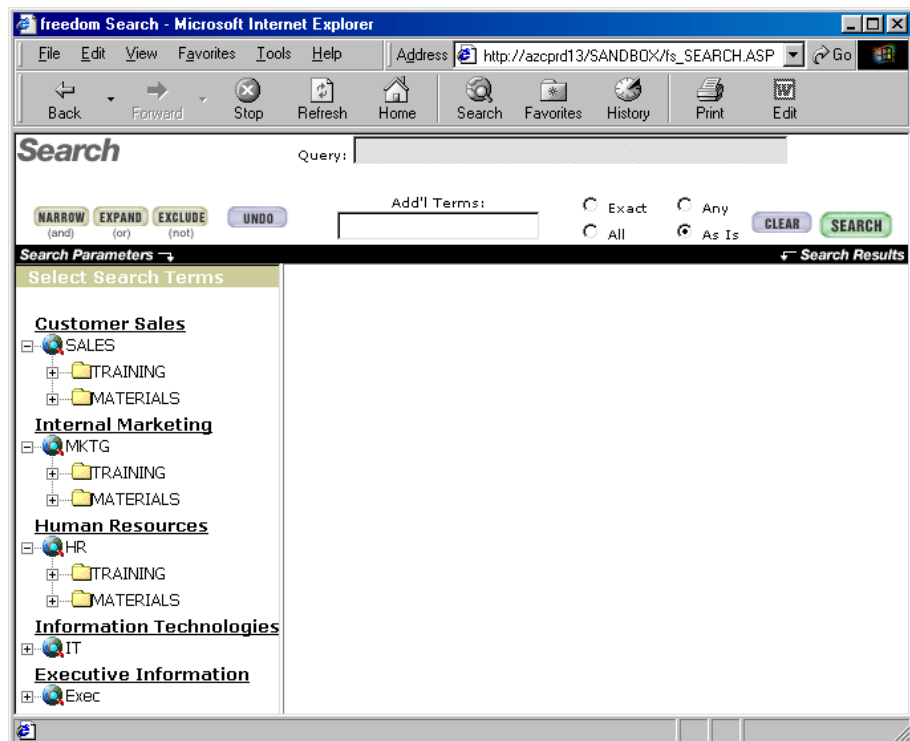 freedom Search - Microsoft Internet Explorer
File Edit View Favorites Tools Help Address http://azcprd13/SANDBOX/fs_SEARCH.ASP Go
Back Forward Stop Refresh Home Search Favorites History Print Edit
Search Query:
Add'l Terms: Exact Any
NARROW EXPAND EXCLUDE UNDO All As Is CLEAR SEARCH
(and) (or) (not)
Search Parameters Search Results
Select Search Terms
Customer Sales
SALES
TRAINING
MATERIALS
Internal Marketing
MKTG
TRAINING
MATERIALS
Human Resources
HR
TRAINING
MATERIALS
Information Technologies
IT
Executive Information
Exec